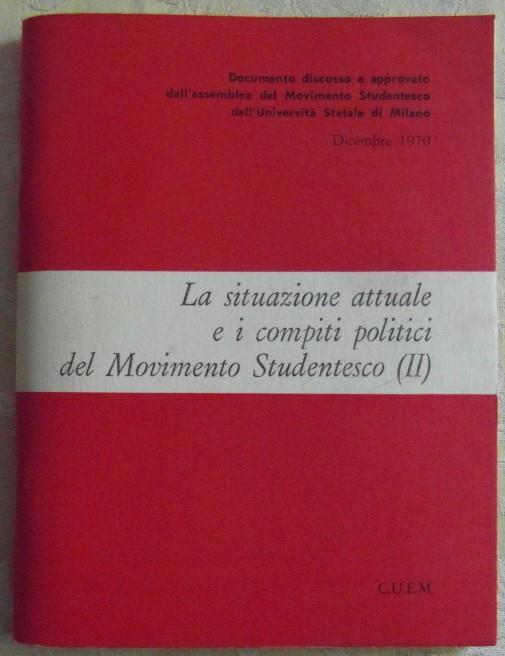 Documento discusso e approvato
dall'assemblea del Movimento Studentesco
dell'Università Statale di Milano
Dicembre 1970
La situazione attuale
e i compiti politici
del Movimento Studentesco (II)
C.U.E.M.